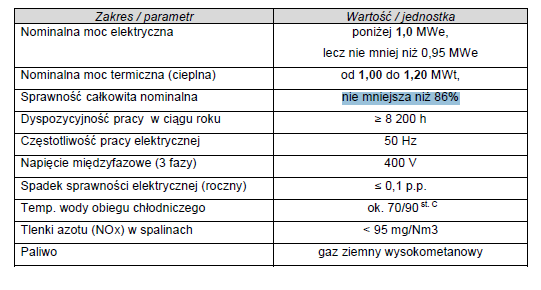 Zakres / parametr Wartość / jednostka
Nominalna moc elektryczna poniżej 1,0 MWe,
lecz nie mniej niż 0,95 MWe
Nominalna moc termiczna (cieplna) od 1,00 do 1,20 MWt,
Sprawność całkowita nominalna nie mniejsza niż 86%
Dyspozycyjność pracy w ciągu roku ≥ 8 200 h
Częstotliwość pracy elektrycznej 50 Hz
Napięcie międzyfazowe (3 fazy) 400 V
Spadek sprawności elektrycznej (roczny) ≤ 0,1 p.p.
Temp. wody obiegu chłodniczego ok. 70/90 st. C
Tlenki azotu (NOX) w spalinach < 95 mg/Nm3
Paliwo gaz ziemny wysokometanowy